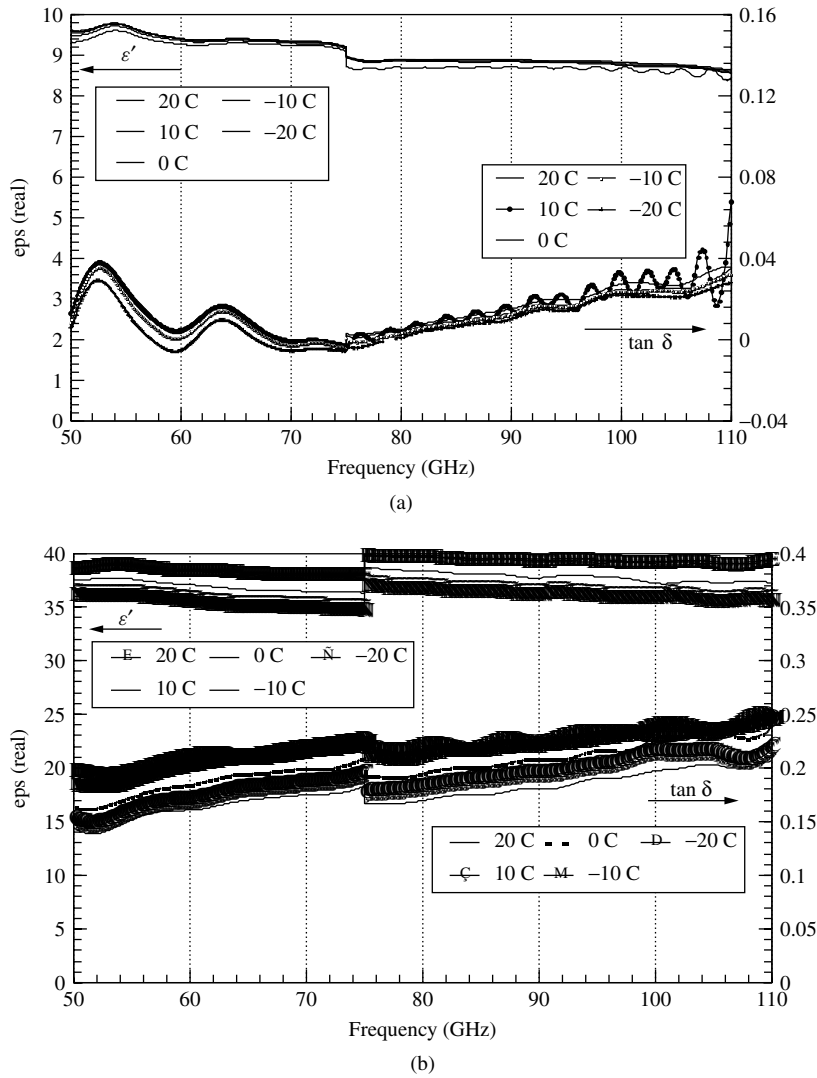 10
9
8
7
6
5
4
3
2
1
0
eps (real)
0.16
0.12
0.08
0.04
0
−0.04
ε′
20 C −10 C
10 C −20 C
0 C
20 C −10 C
10 C −20 C
0 C
tan δ
50 60 70 80 90 100 110
Frequency (GHz)
(a)
40
35
30
25
20
15
10
5
0
eps (real)
0.4
0.35
0.3
0.25
0.2
0.15
0.1
0.05
0
ε′
E 20 C 0 C Ñ −20 C
10 C −10 C
tan δ
20 C 0 C D −20 C
Ç 10 C M −10 C
50 60 70 80 90 100 110
Frequency (GHz)
(b)